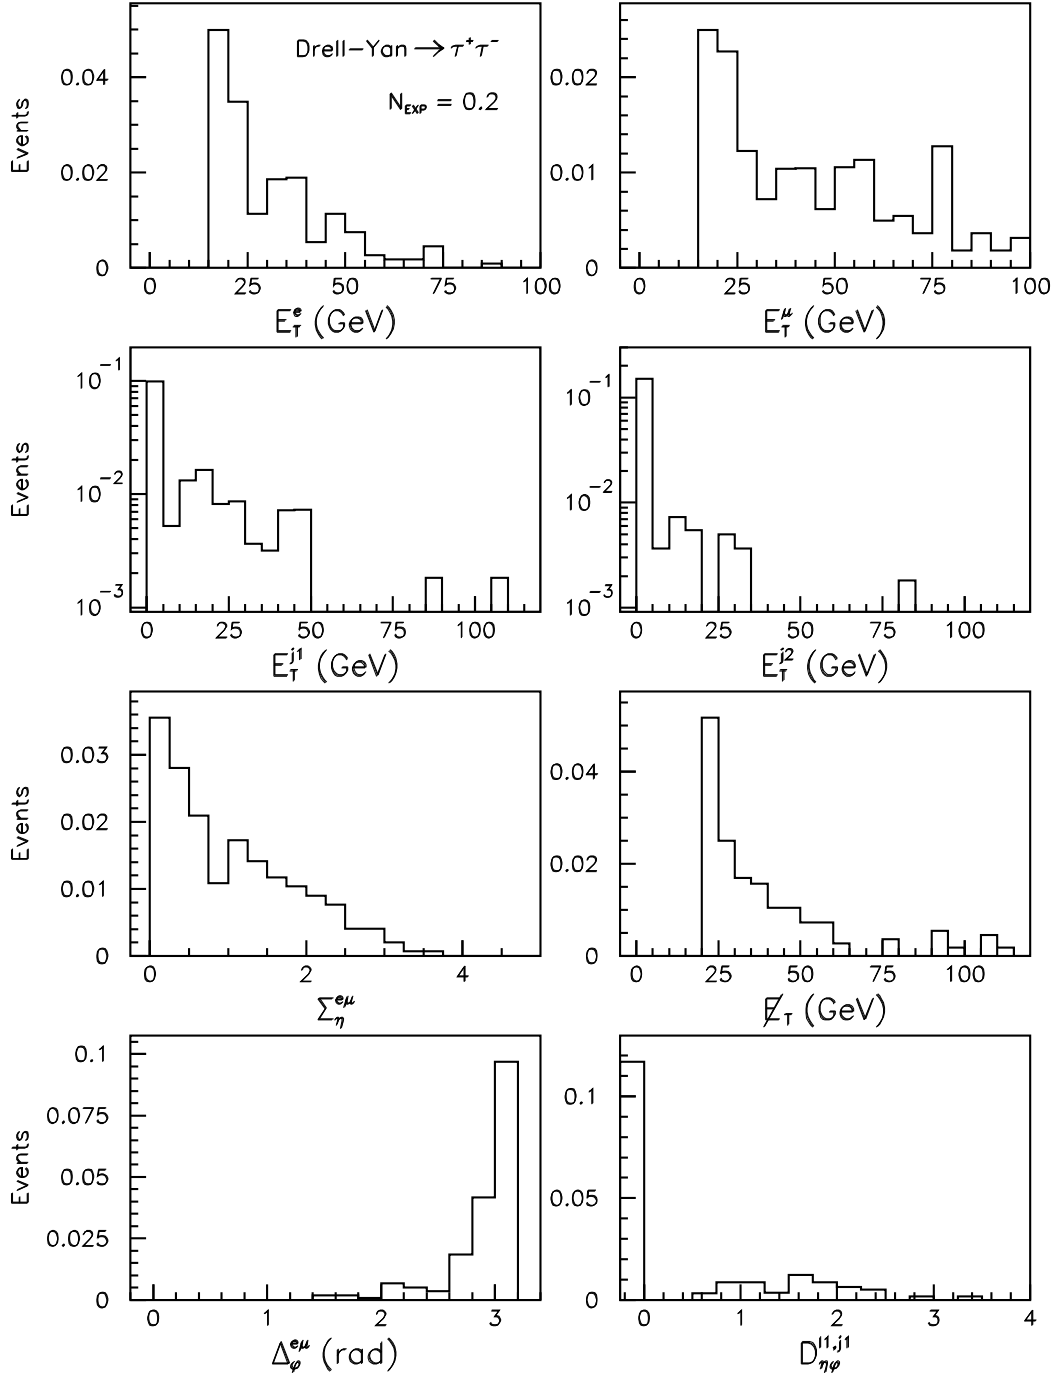 Drell−Yan → τ⁺τ⁻
N_EXP = 0.2
Events
0.04
0.02
0
0 25 50 75 100
E_T^e (GeV)
0.02
0.01
0
0 25 50 75 100
E_T^μ (GeV)
Events
10⁻¹
10⁻²
10⁻³
0 25 50 75 100
E_T^j1 (GeV)
10⁻¹
10⁻²
10⁻³
0 25 50 75 100
E_T^j2 (GeV)
Events
0.03
0.02
0.01
0
0 2 4
Σ_η^eμ
0.04
0.02
0
0 25 50 75 100
E̸_T (GeV)
Events
0.1
0.075
0.05
0.025
0
0 1 2 3
Δ_φ^eμ (rad)
0.1
0.05
0
0 1 2 3 4
D_ηφ^l1,j1